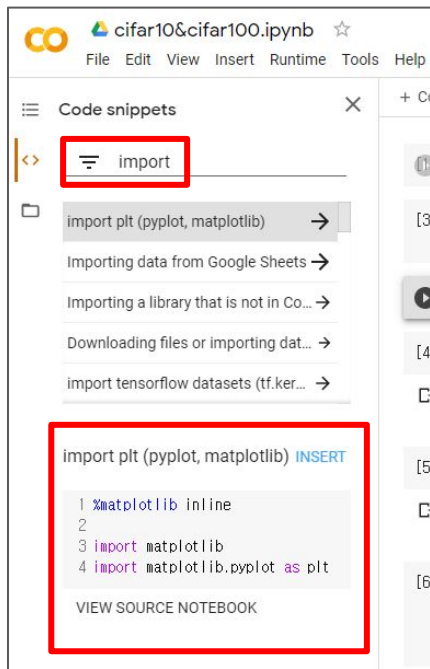 CO
cifar10&cifar100.ipynb
File Edit View Insert Runtime Tools Help
Code snippets
+ Co
import
import plt (pyplot, matplotlib)
[3
Importing data from Google Sheets
Importing a library that is not in Co...
Downloading files or importing dat...
[4
import tensorflow datasets (tf.ker...
import plt (pyplot, matplotlib) INSERT
[5
1 %matplotlib inline
2
3 import matplotlib
4 import matplotlib.pyplot as plt
[6
VIEW SOURCE NOTEBOOK